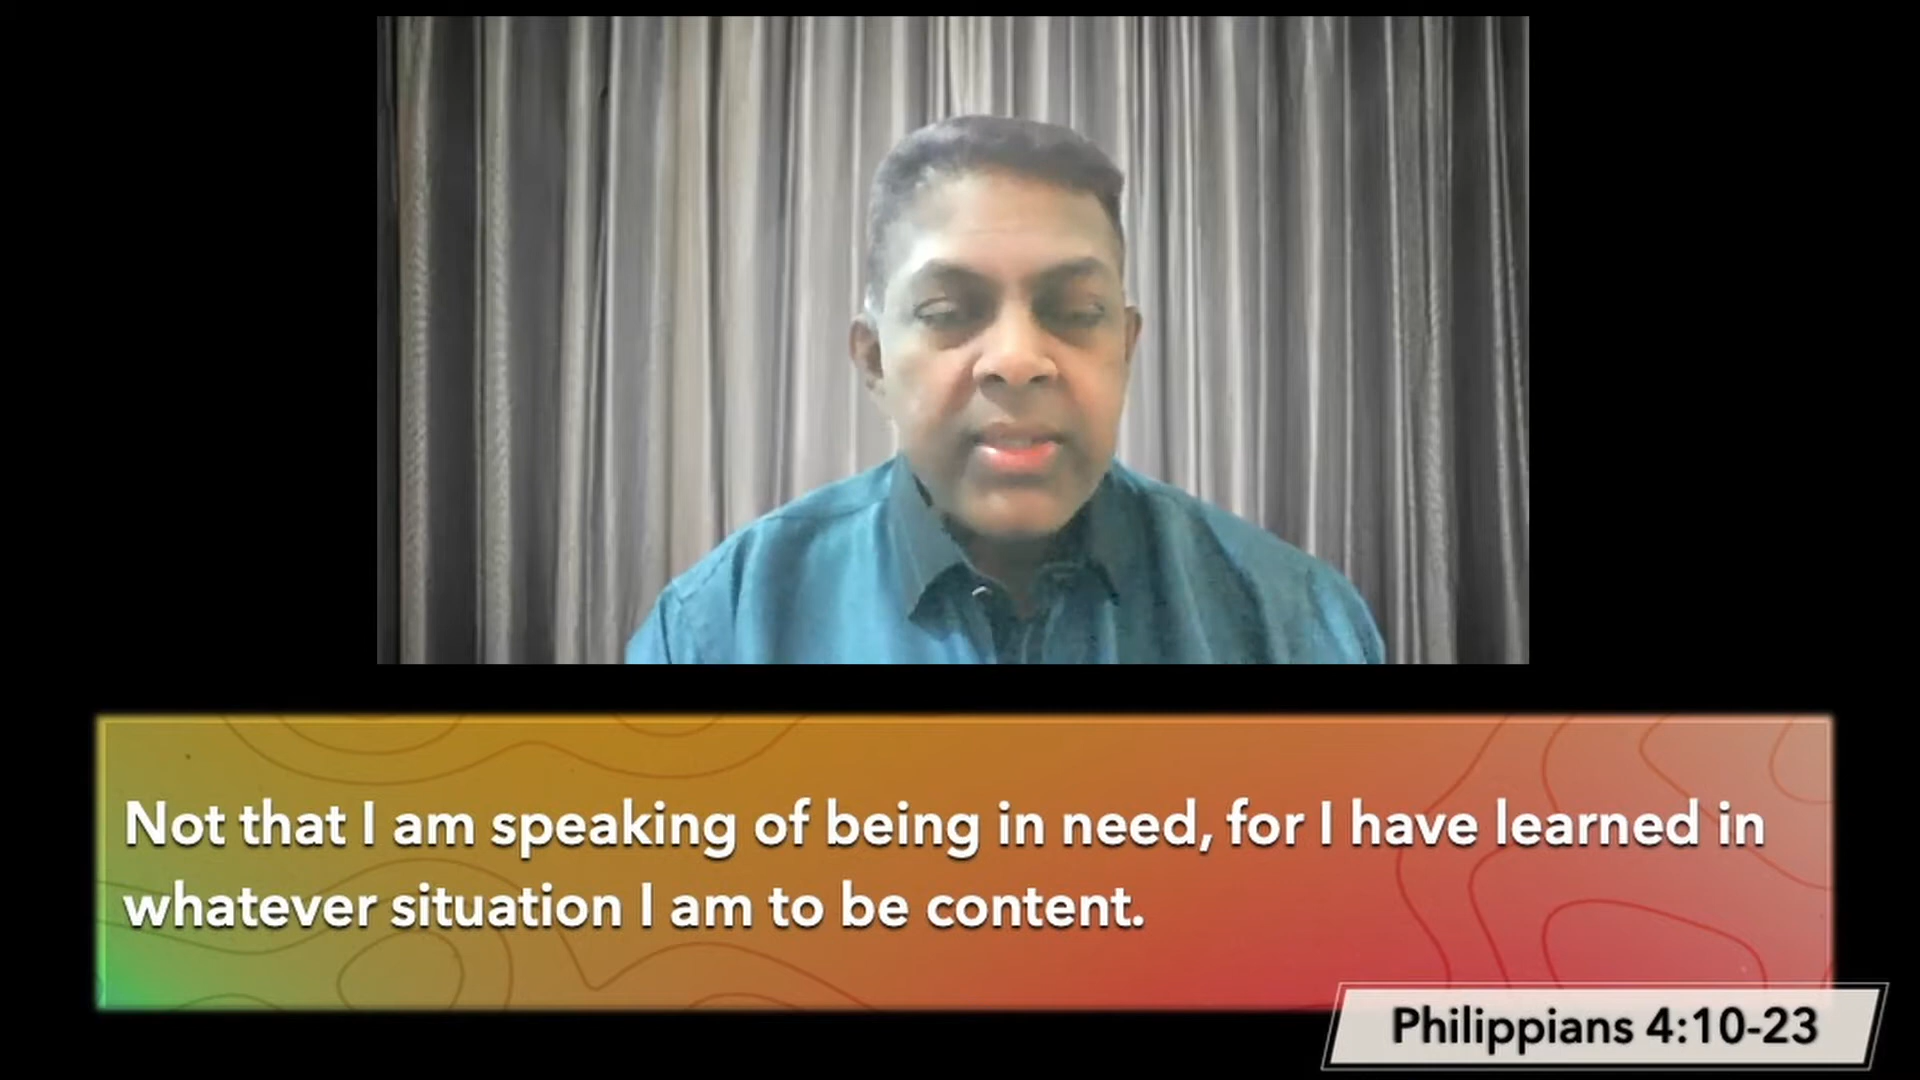 Not that I am speaking of being in need, for I have learned in
whatever situation I am to be content.
Philippians 4:10-23